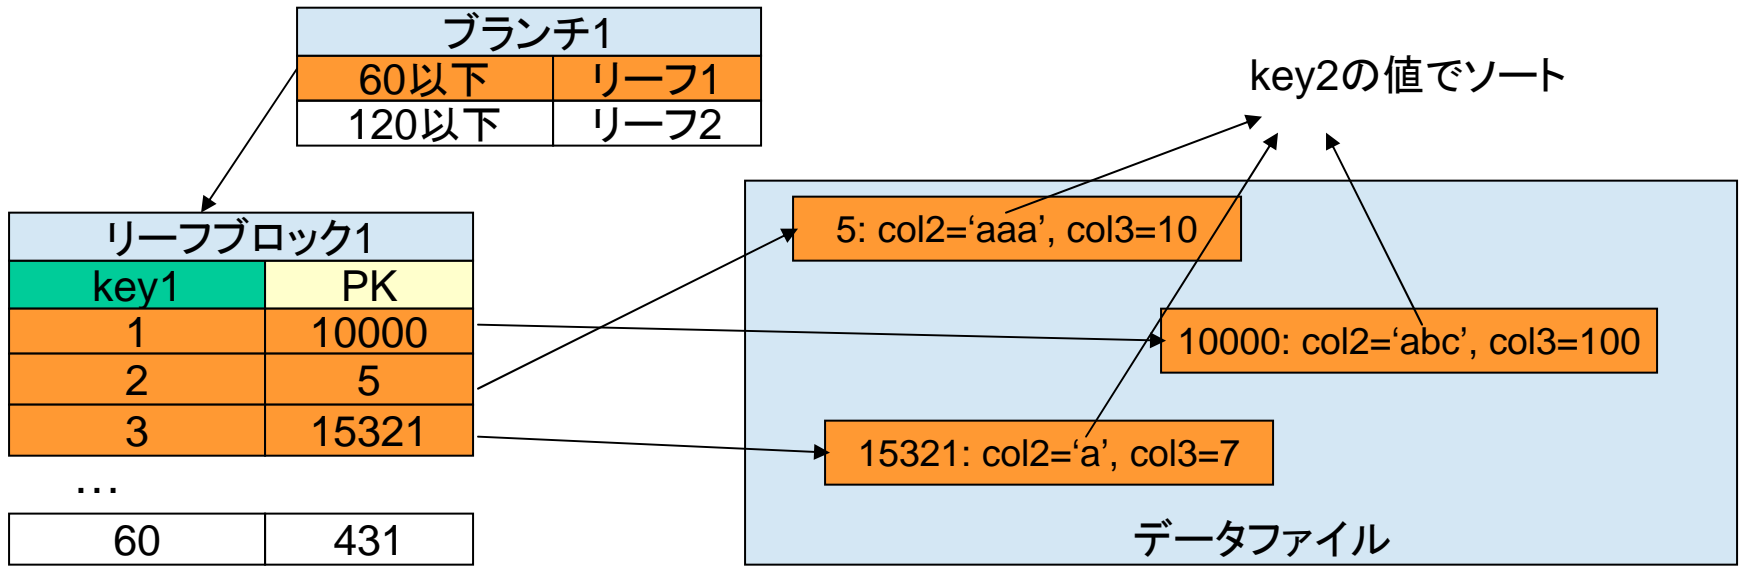 ブランチ1
60以下 リーフ1
120以下 リーフ2
key2の値でソート
リーフブロック1
key1 PK
1 10000
2 5
3 15321
…
60 431
5: col2=‘aaa’, col3=10
10000: col2=‘abc’, col3=100
15321: col2=‘a’, col3=7
データファイル